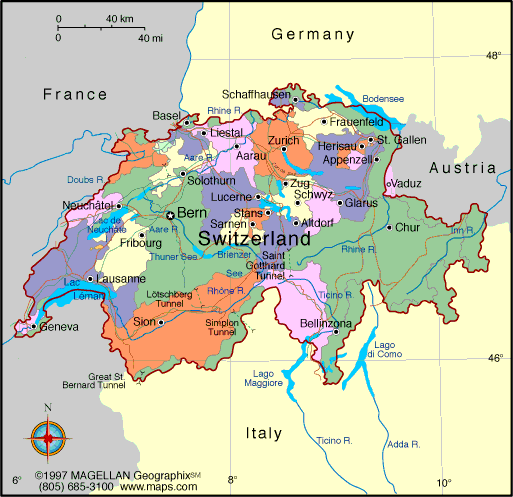 0 40 km
0 40 mi
Germany
48°
France
Schaffhausen
Bodensee
Basel
Rhine R.
Frauenfeld
Liestal
St. Gallen
Zurich
Herisau
Aarau
Appenzell
Aare R.
Austria
Doubs R.
Solothurn
Zug
Vaduz
Lucerne
Schwyz
Neuchâtel
Bern
Stans
Glarus
Lac de
Neuchâte
Aare R.
Sarnen
Altdorf
Chur
Inn R.
Fribourg
Switzerland
Thuner See
Brienzer
See
Saint
Gotthard
Tunnel
Rhine R.
Lausanne
Lac
Léman
Lötschberg
Tunnel
Rhône R.
Ticino R.
Geneva
Sion
Simplon
Tunnel
Bellinzona
Lago
di Como
46°
Great St.
Bernard Tunnel
Lago
Maggiore
N
Italy
Ticino R.
Adda R.
6°
8°
10°
©1997 MAGELLAN Geographix℠
(805) 685-3100 www.maps.com